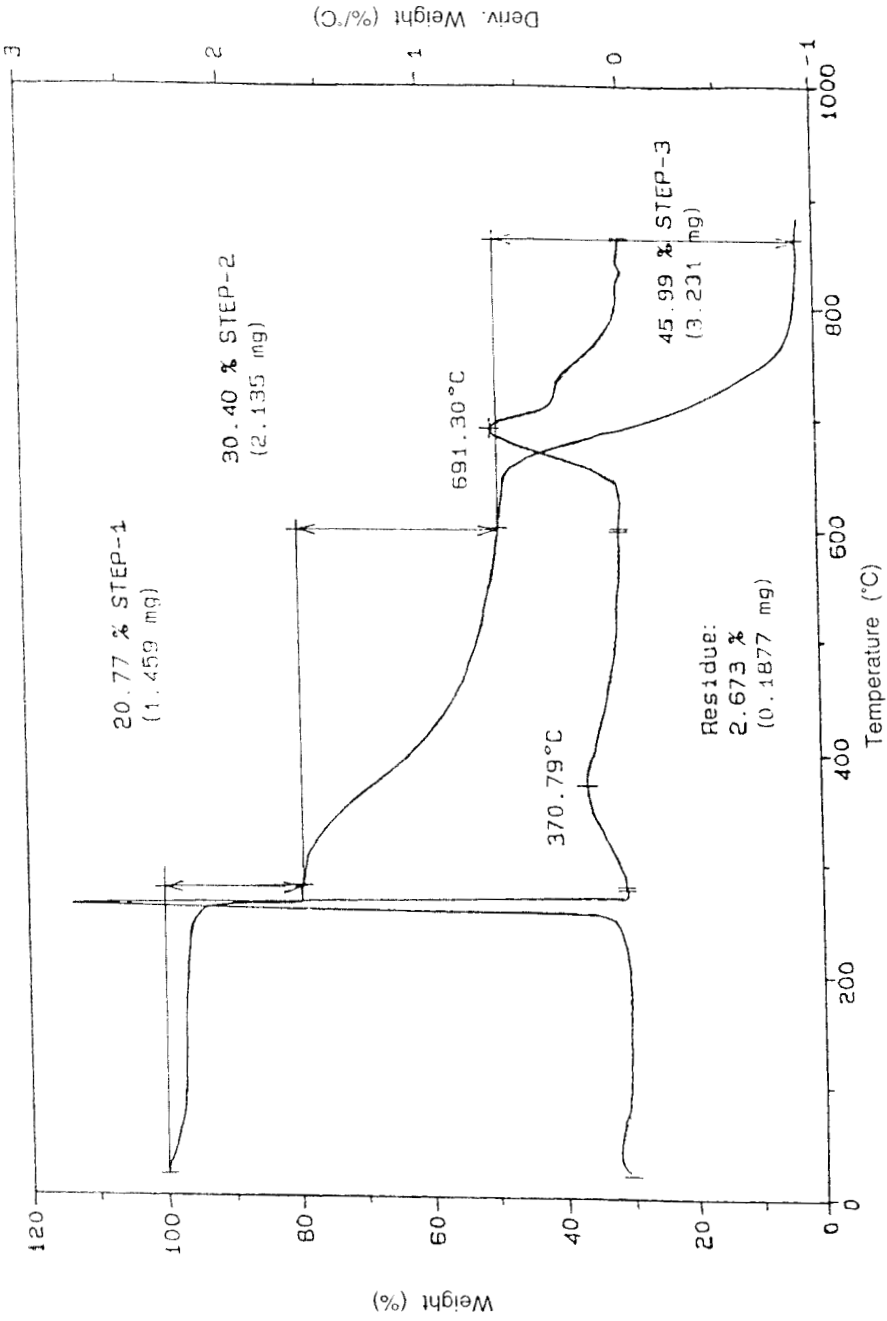 20.77 % STEP-1
(1.459 mg)
30.40 % STEP-2
(2.135 mg)
691.30°C
45.99 % STEP-3
(3.231 mg)
370.79°C
Residue:
2.673 %
(0.1877 mg)
Weight (%)
120
100
80
60
40
20
Deriv. Weight (%/°C)
3
2
1
0
-1
0
200
400
600
800
1000
Temperature (°C)